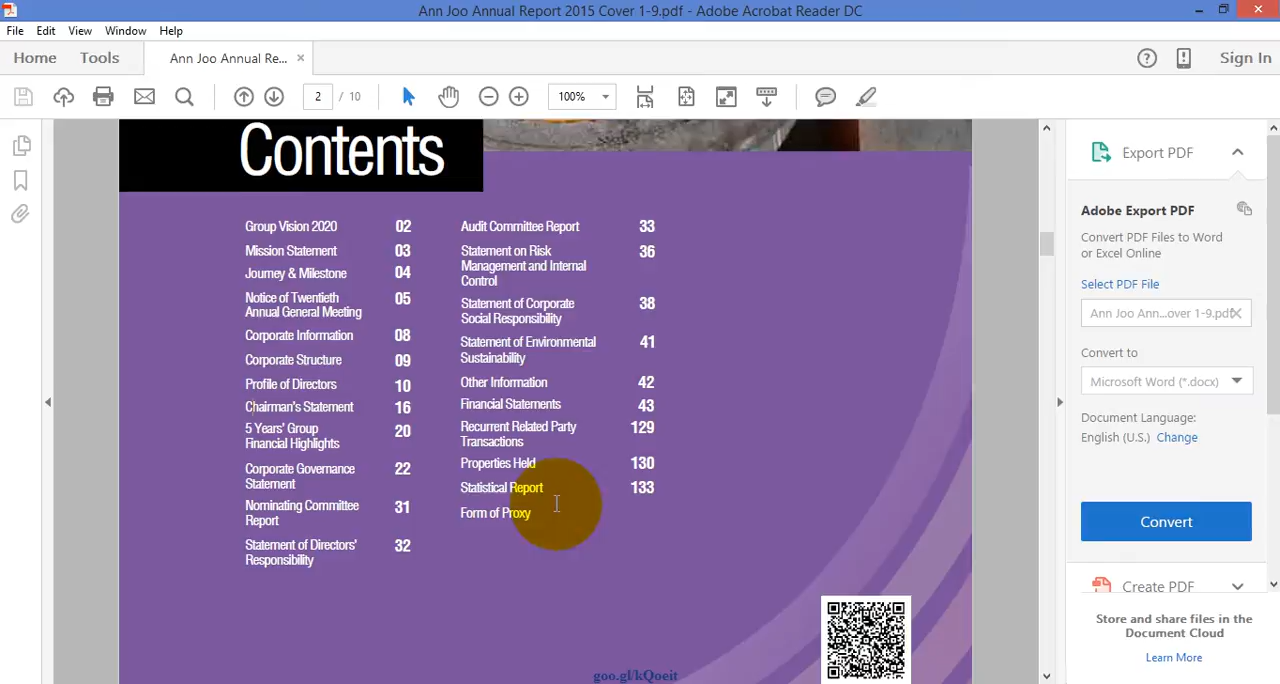 Ann Joo Annual Report 2015 Cover 1-9.pdf - Adobe Acrobat Reader DC
File Edit View Window Help
Home Tools Ann Joo Annual Re... × Sign In
2 / 10 100%
Contents
Group Vision 2020 02
Mission Statement 03
Journey & Milestone 04
Notice of Twentieth 05
Annual General Meeting
Corporate Information 08
Corporate Structure 09
Profile of Directors 10
Chairman's Statement 16
5 Years' Group 20
Financial Highlights
Corporate Governance 22
Statement
Nominating Committee 31
Report
Statement of Directors' 32
Responsibility
Audit Committee Report 33
Statement on Risk 36
Management and Internal
Control
Statement of Corporate 38
Social Responsibility
Statement of Environmental 41
Sustainability
Other Information 42
Financial Statements 43
Recurrent Related Party 129
Transactions
Properties Held 130
Statistical Report 133
Form of Proxy
goo.gl/kQoeit
Export PDF
Adobe Export PDF
Convert PDF Files to Word
or Excel Online
Select PDF File
Ann Joo Ann...over 1-9.pdf
Convert to
Microsoft Word (*.docx)
Document Language:
English (U.S.) Change
Convert
Create PDF
Store and share files in the
Document Cloud
Learn More